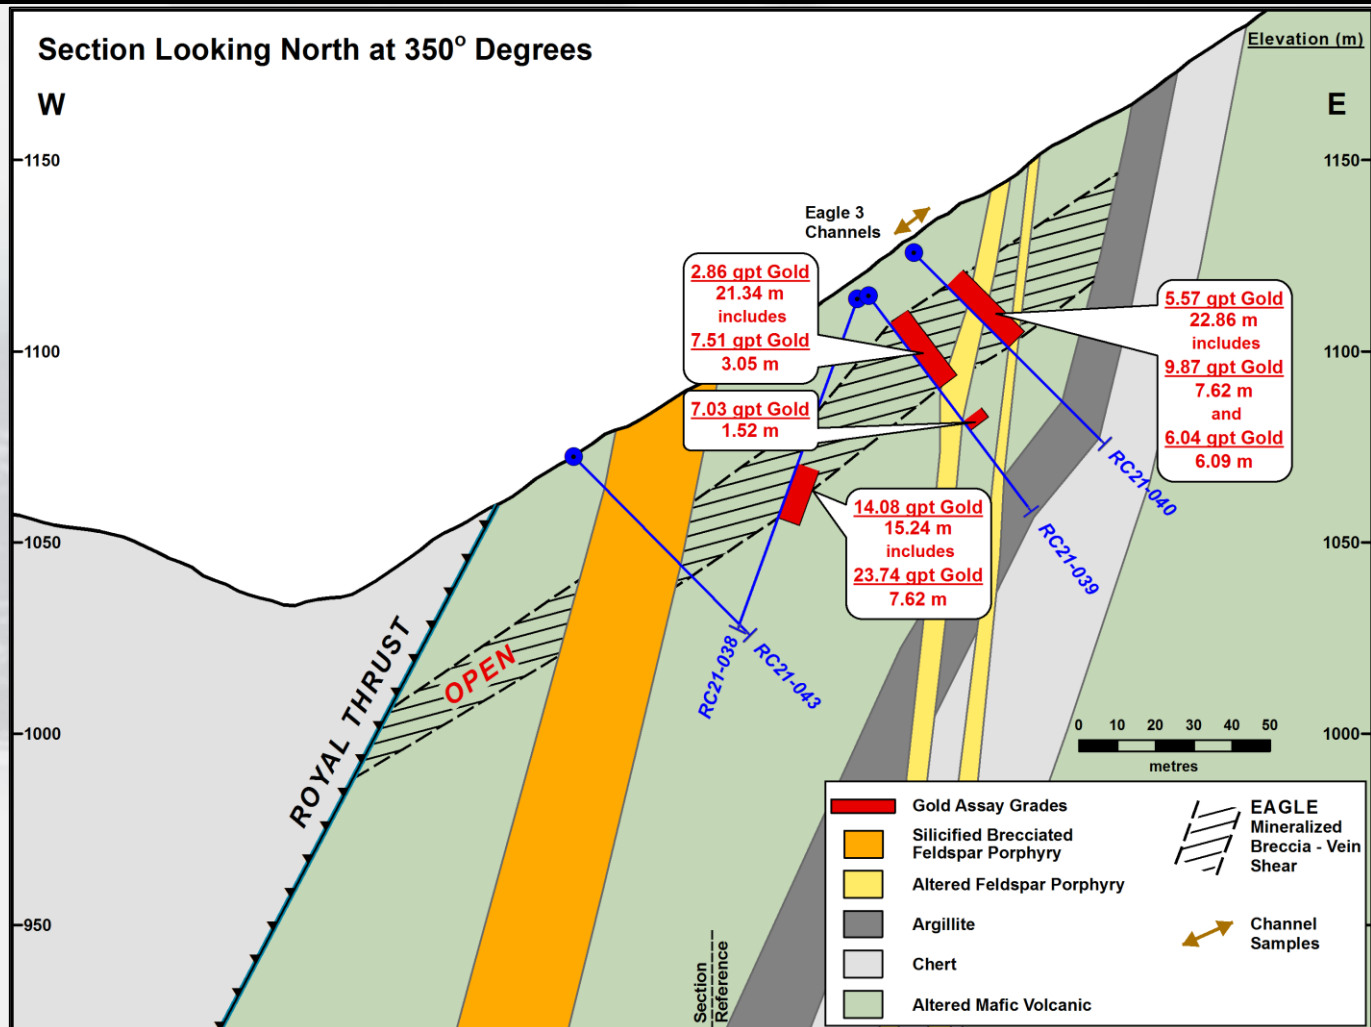 Section Looking North at 350° Degrees
Elevation (m)
W
E
1150
1150
Eagle 3
Channels
2.86 gpt Gold
21.34 m
includes
7.51 gpt Gold
3.05 m
5.57 gpt Gold
22.86 m
includes
9.87 gpt Gold
7.62 m
and
6.04 gpt Gold
6.09 m
1100
1100
7.03 gpt Gold
1.52 m
14.08 gpt Gold
15.24 m
includes
23.74 gpt Gold
7.62 m
RC21-040
RC21-039
1050
1050
RC21-038
RC21-043
OPEN
ROYAL THRUST
1000
1000
0 10 20 30 40 50
metres
Gold Assay Grades
Silicified Brecciated
Feldspar Porphyry
Altered Feldspar Porphyry
Argillite
Chert
Altered Mafic Volcanic
EAGLE
Mineralized
Breccia - Vein
Shear
Channel
Samples
950
Section
Reference